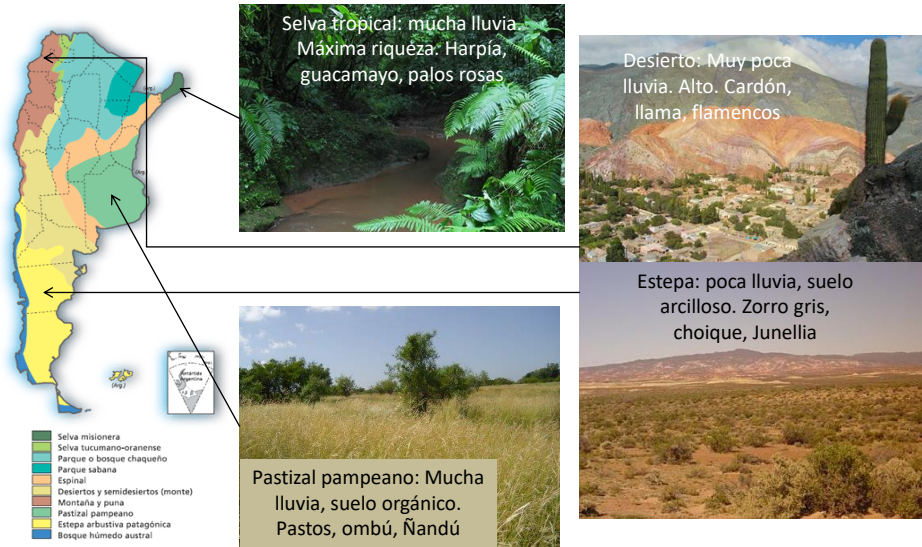 Selva tropical: mucha lluvia.
Máxima riqueza. Harpía,
guacamayo, palos rosas
Desierto: Muy poca
lluvia. Alto. Cardón,
llama, flamencos
Estepa: poca lluvia, suelo
arcilloso. Zorro gris,
choique, Junellia
Pastizal pampeano: Mucha
lluvia, suelo orgánico.
Pastos, ombú, Ñandú
(Arg.)
(Arg.)
Antártida
Argentina
Selva misionera
Selva tucumano-oranense
Parque o bosque chaqueño
Parque sabana
Espinal
Desiertos y semidesiertos (monte)
Montaña y puna
Pastizal pampeano
Estepa arbustiva patagónica
Bosque húmedo austral